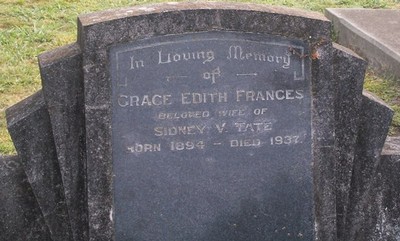 In Loving Memory
of
GRACE EDITH FRANCES
BELOVED WIFE OF
SIDNEY V. TATE
BORN 1894 – DIED 1937.